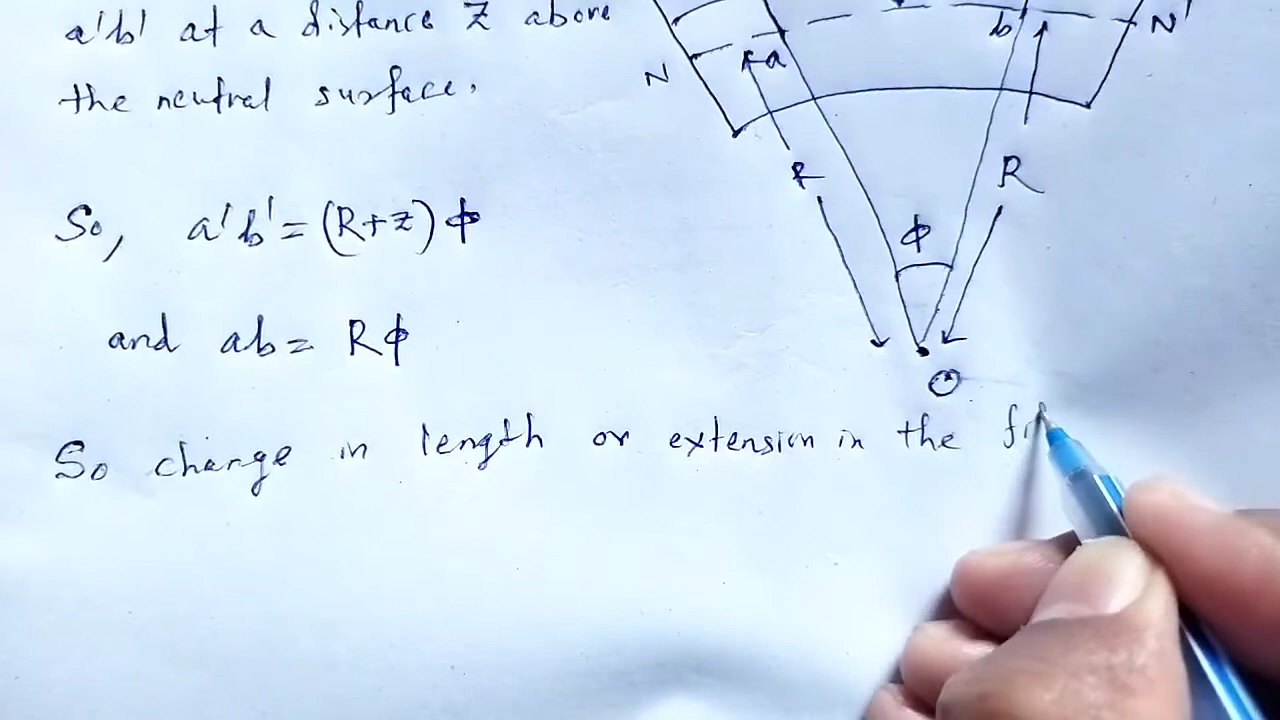 a'b' at a distance z above
the neutral surface.
N
a
b
N'
R
R
So, a'b' = (R+z) ϕ
ϕ
and ab = Rϕ
O
So change in length or extension in the